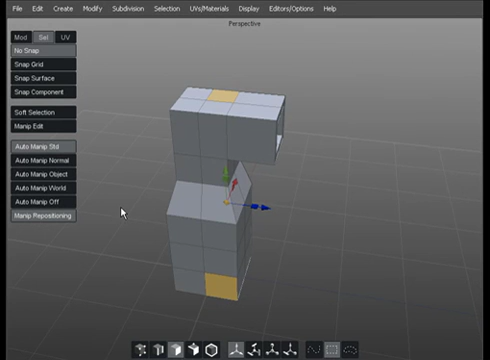 File Edit Create Modify Subdivision Selection UVs/Materials Display Editors/Options Help
Perspective
Mod Sel UV
No Snap
Snap Grid
Snap Surface
Snap Component
Soft Selection
Manip Edit
Auto Manip Std
Auto Manip Normal
Auto Manip Object
Auto Manip World
Auto Manip Off
Manip Repositioning